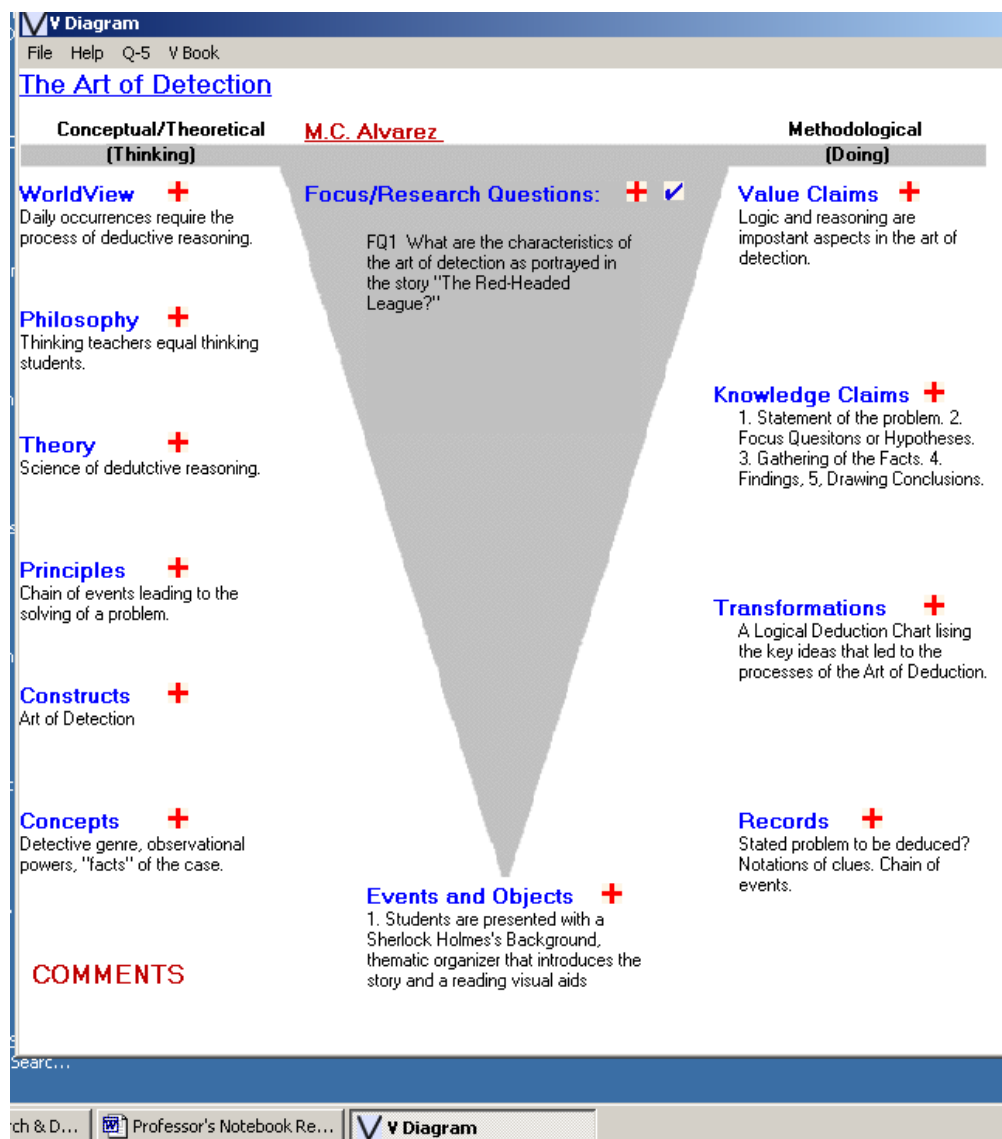 V Diagram
File Help Q-5 V Book
The Art of Detection
Conceptual/Theoretical
(Thinking)
M.C. Alvarez
Methodological
(Doing)
WorldView
Daily occurrences require the
process of deductive reasoning.
Philosophy
Thinking teachers equal thinking
students.
Theory
Science of dedutctive reasoning.
Principles
Chain of events leading to the
solving of a problem.
Constructs
Art of Detection
Concepts
Detective genre, observational
powers, "facts" of the case.
COMMENTS
Focus/Research Questions:
FQ1 What are the characteristics of
the art of detection as portrayed in
the story "The Red-Headed
League?"
Events and Objects
1. Students are presented with a
Sherlock Holmes's Background,
thematic organizer that introduces the
story and a reading visual aids
Value Claims
Logic and reasoning are
impostant aspects in the art of
detection.
Knowledge Claims
1. Statement of the problem. 2.
Focus Quesitons or Hypotheses.
3. Gathering of the Facts. 4.
Findings, 5, Drawing Conclusions.
Transformations
A Logical Deduction Chart lising
the key ideas that led to the
processes of the Art of Deduction.
Records
Stated problem to be deduced?
Notations of clues. Chain of
events.
Searc...
rch & D...
Professor's Notebook Re...
V Diagram